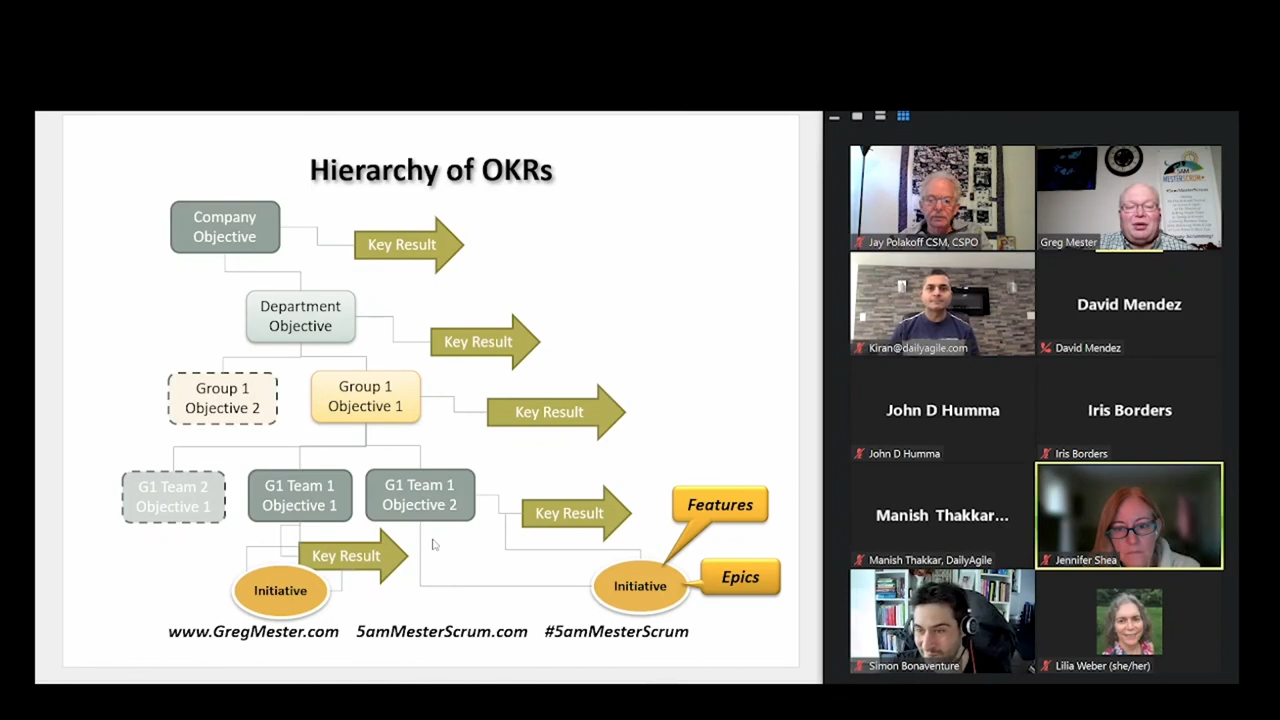 Hierarchy of OKRs
Company
Objective
Key Result
Department
Objective
Key Result
Group 1
Objective 2
Group 1
Objective 1
Key Result
G1 Team 2
Objective 1
G1 Team 1
Objective 1
G1 Team 1
Objective 2
Key Result
Features
Key Result
Initiative
Initiative
Epics
www.GregMester.com 5amMesterScrum.com #5amMesterScrum
Jay Polakoff CSM, CSPO
5AM
MESTERSCRUM
Greg Mester
Kiran@dailyagile.com
David Mendez
David Mendez
John D Humma
John D Humma
Iris Borders
Iris Borders
Manish Thakkar...
Manish Thakkar, DailyAgile
Jennifer Shea
Simon Bonaventure
Lilia Weber (she/her)